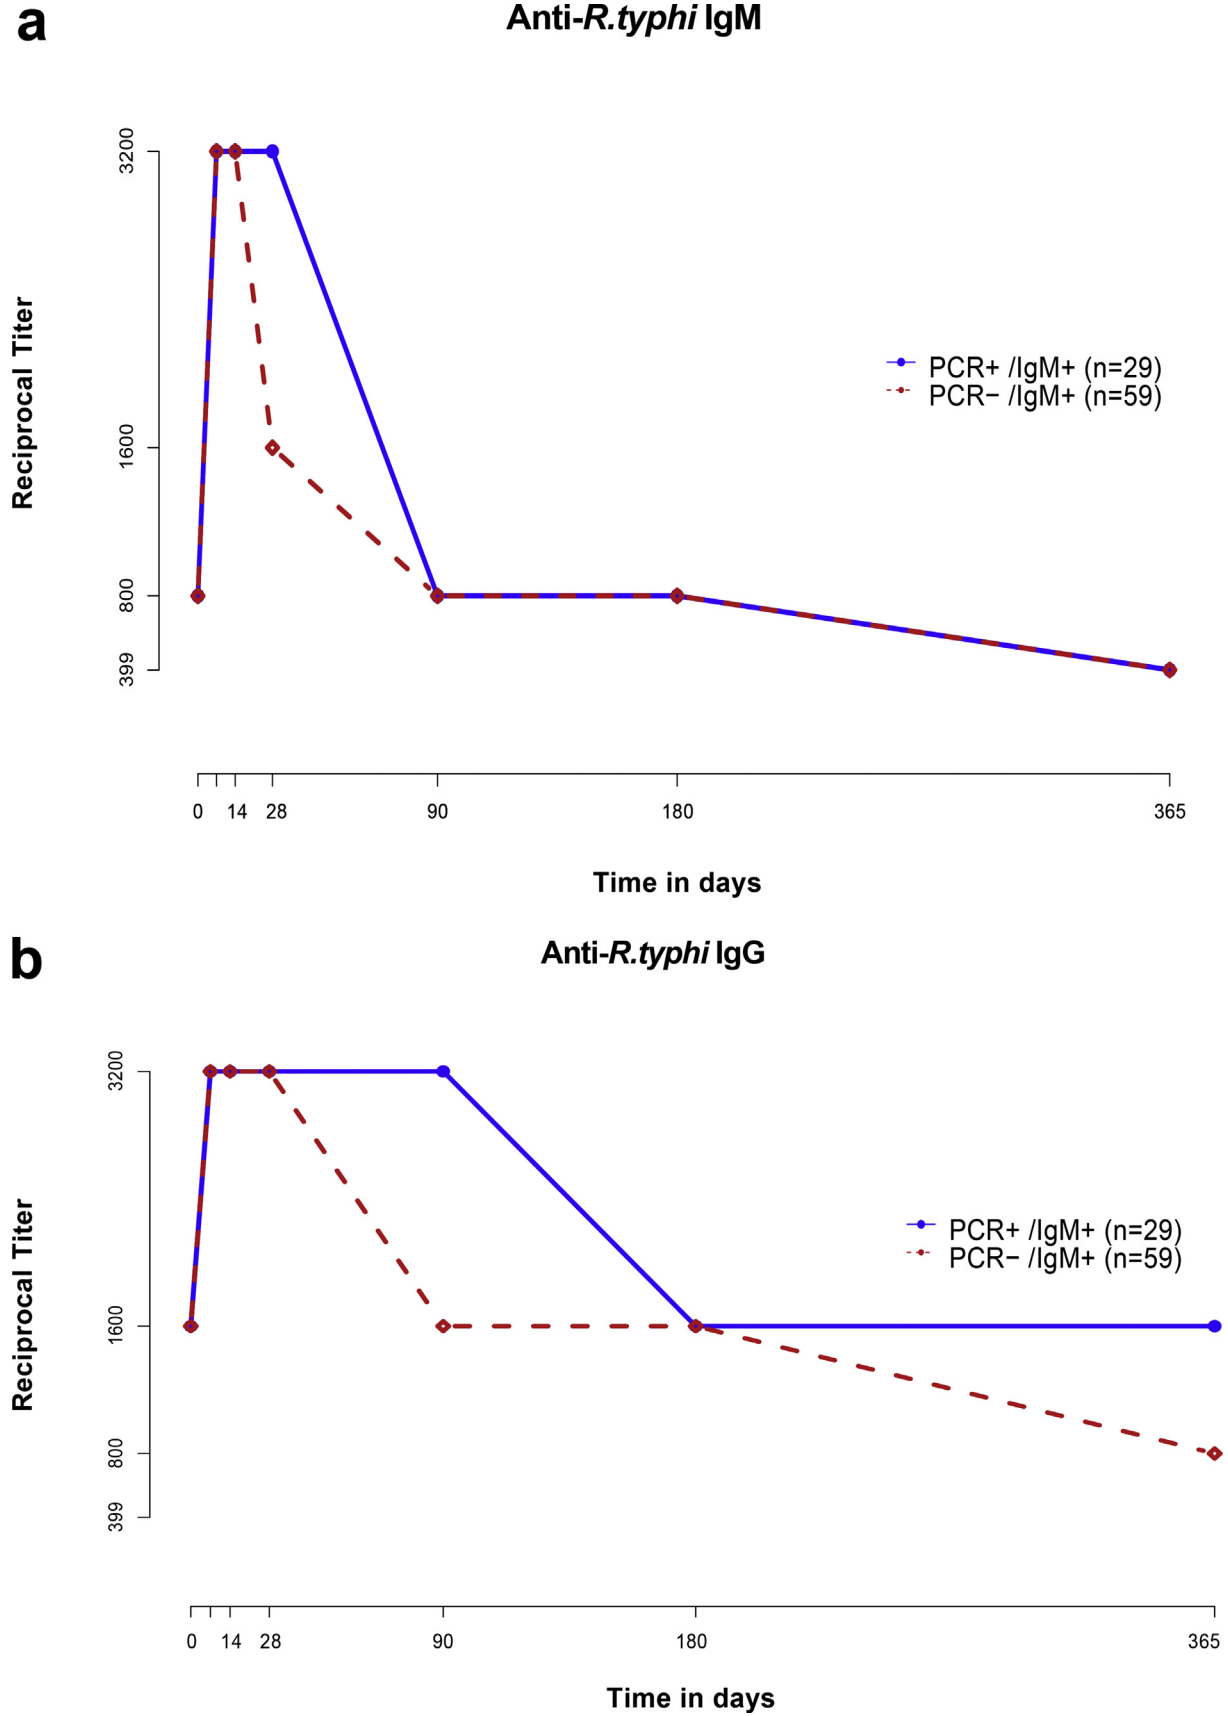 a
Anti-R.typhi IgM
Reciprocal Titer
3200
1600
800
399
PCR+ /IgM+ (n=29)
PCR− /IgM+ (n=59)
0 14 28 90 180 365
Time in days
b
Anti-R.typhi IgG
Reciprocal Titer
3200
1600
800
399
PCR+ /IgM+ (n=29)
PCR− /IgM+ (n=59)
0 14 28 90 180 365
Time in days